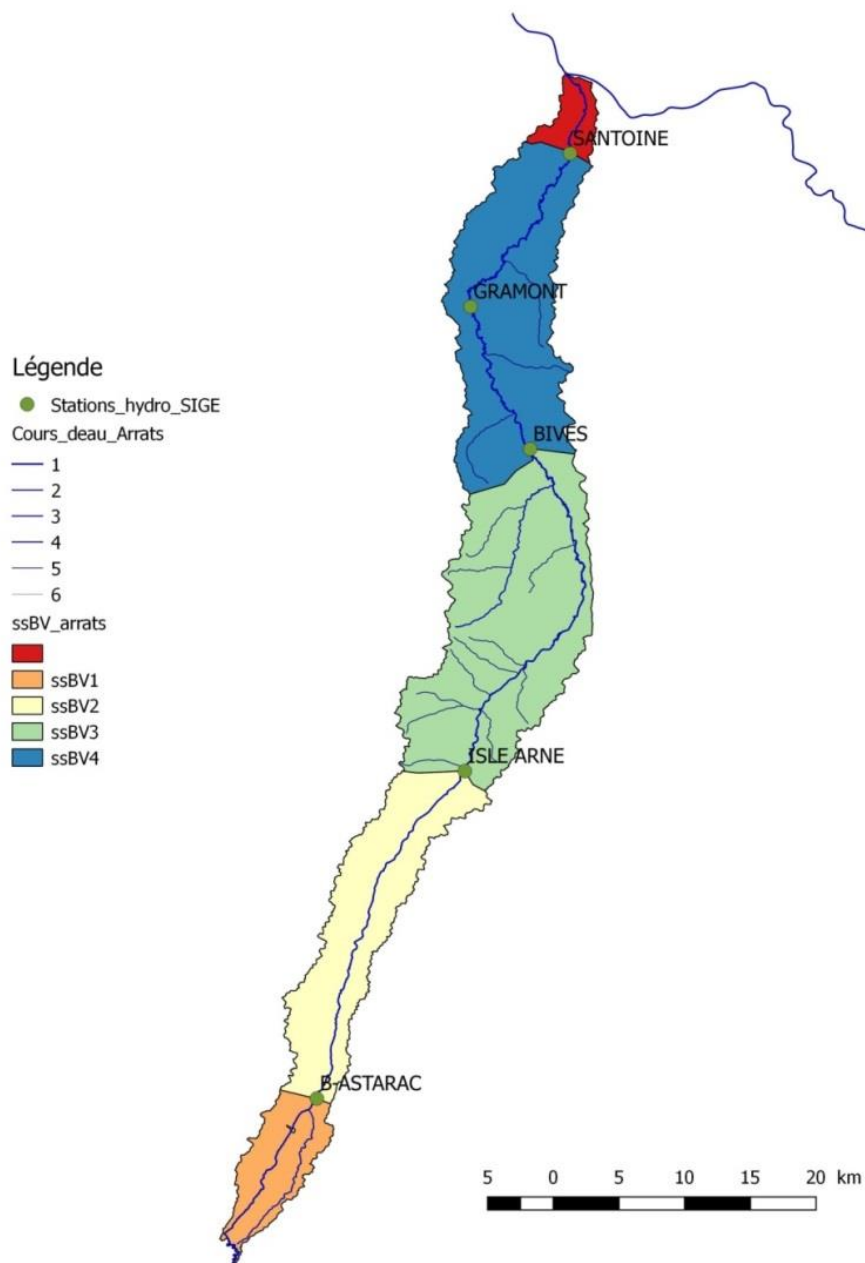 SANTOINE
GRAMONT
Légende
Stations_hydro_SIGE
Cours_deau_Arrats
1
2
3
4
5
6
ssBV_arrats
ssBV1
ssBV2
ssBV3
ssBV4
BIVES
ISLE ARNE
B-ASTARAC
5 0 5 10 15 20 km